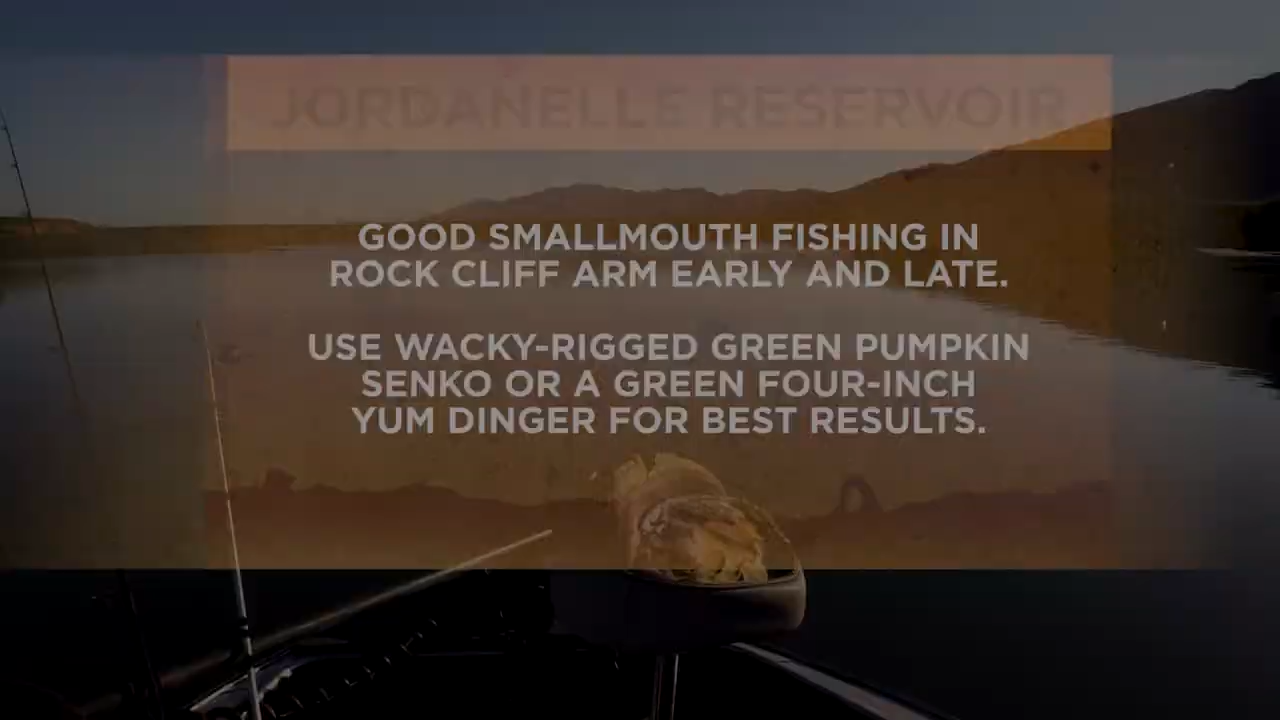 JORDANELLE RESERVOIR
GOOD SMALLMOUTH FISHING IN
ROCK CLIFF ARM EARLY AND LATE.
USE WACKY-RIGGED GREEN PUMPKIN
SENKO OR A GREEN FOUR-INCH
YUM DINGER FOR BEST RESULTS.